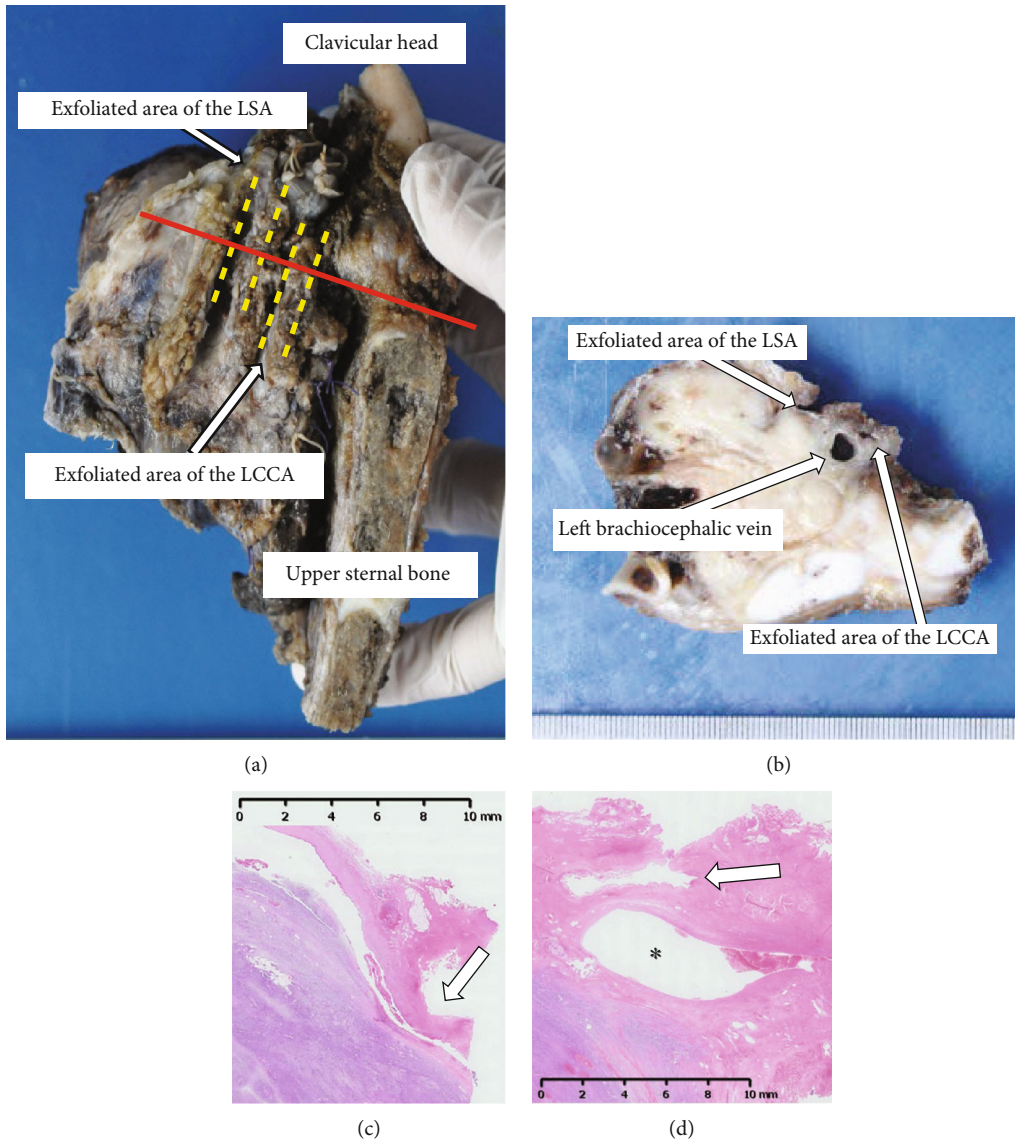 Clavicular head
Exfoliated area of the LSA
Exfoliated area of the LCCA
Upper sternal bone
(a)
Exfoliated area of the LSA
Left brachiocephalic vein
Exfoliated area of the LCCA
(b)
0 2 4 6 8 10 mm
(c)
*
0 2 4 6 8 10 mm
(d)